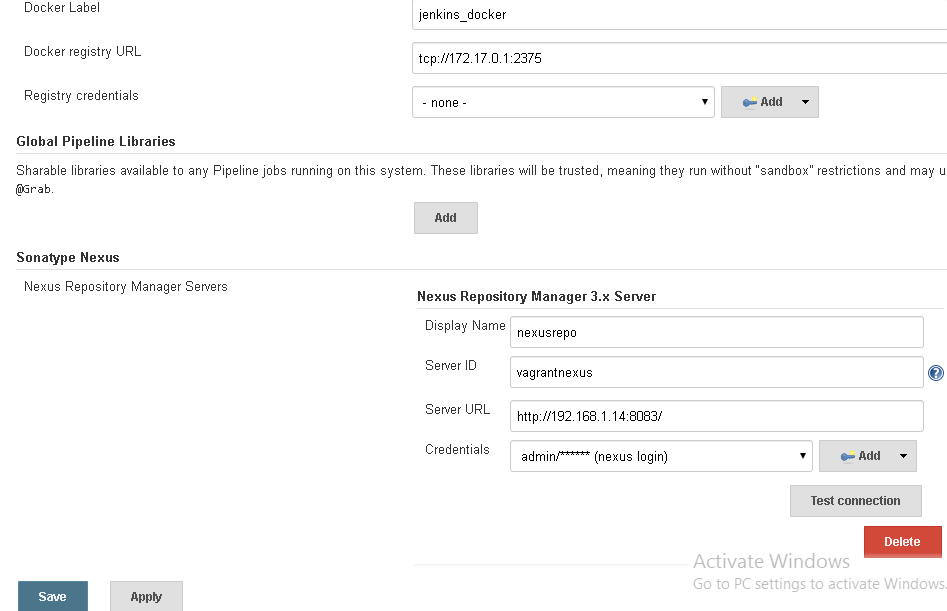 Docker Label
jenkins_docker
Docker registry URL
tcp://172.17.0.1:2375
Registry credentials
- none -
Add
Global Pipeline Libraries
Sharable libraries available to any Pipeline jobs running on this system. These libraries will be trusted, meaning they run without "sandbox" restrictions and may u
@Grab.
Add
Sonatype Nexus
Nexus Repository Manager Servers
Nexus Repository Manager 3.x Server
Display Name
nexusrepo
Server ID
vagrantnexus
?
Server URL
http://192.168.1.14:8083/
Credentials
admin/****** (nexus login)
Add
Test connection
Delete
Activate Windows
Go to PC settings to activate Windows.
Save
Apply